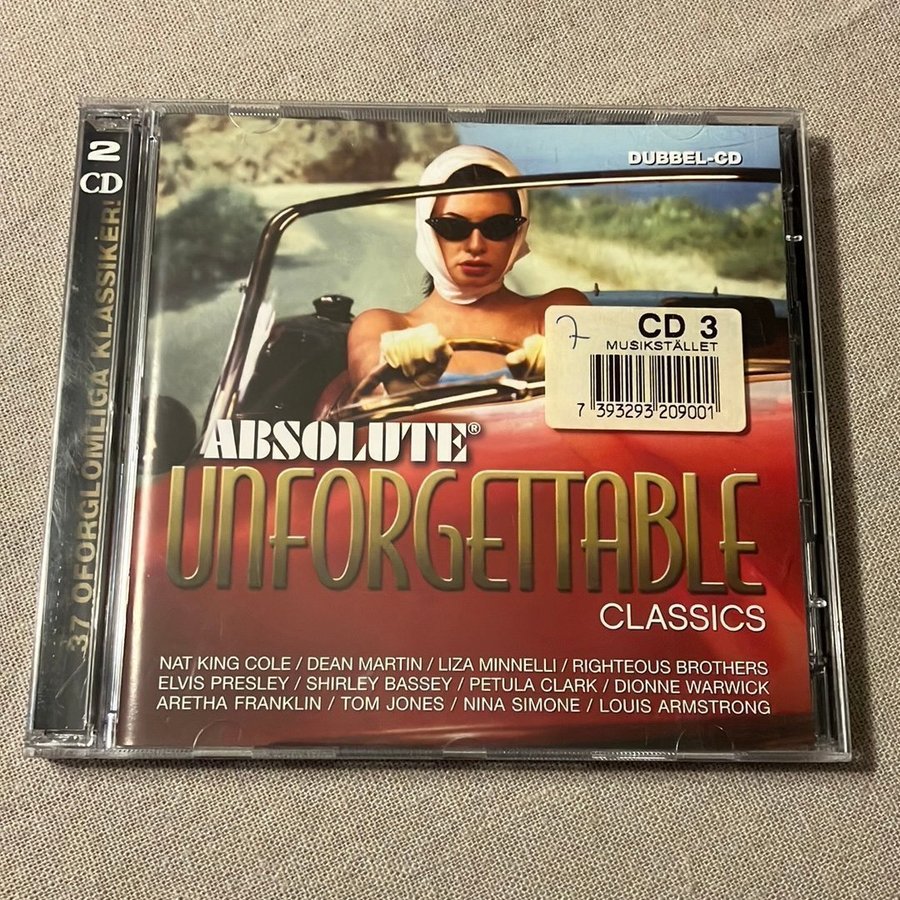 2
CD
37 OFÖRGLÖMLIGA KLASSIKER!
DUBBEL-CD
7
CD 3
MUSIKSTÄLLET
7 393293 209001
ABSOLUTE®
UNFORGETTABLE
CLASSICS
NAT KING COLE / DEAN MARTIN / LIZA MINNELLI / RIGHTEOUS BROTHERS
ELVIS PRESLEY / SHIRLEY BASSEY / PETULA CLARK / DIONNE WARWICK
ARETHA FRANKLIN / TOM JONES / NINA SIMONE / LOUIS ARMSTRONG